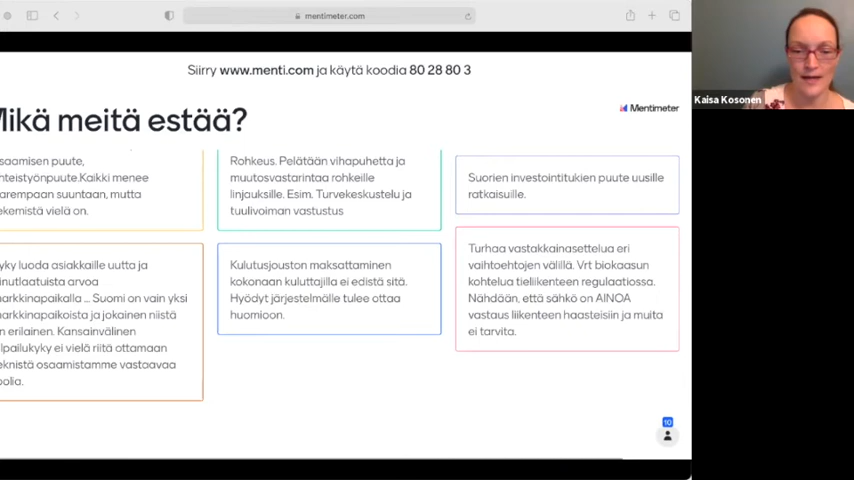 mentimeter.com
Siirry www.menti.com ja käytä koodia 80 28 80 3
Mikä meitä estää?
Mentimeter
saamisen puute,
hteistyönpuute.Kaikki menee
arempaan suuntaan, mutta
ekemistä vielä on.
Rohkeus. Pelätään vihapuhetta ja
muutosvastarintaa rohkeille
linjauksille. Esim. Turvekeskustelu ja
tuulivoiman vastustus
Suorien investointitukien puute uusille
ratkaisuille.
yky luoda asiakkaille uutta ja
inutlaatuista arvoa
arkkinapaikalla ... Suomi on vain yksi
arkkinapaikoista ja jokainen niistä
n erilainen. Kansainvälinen
lpailukyky ei vielä riitä ottamaan
eknistä osaamistamme vastaavaa
olia.
Kulutusjouston maksattaminen
kokonaan kuluttajilla ei edistä sitä.
Hyödyt järjestelmälle tulee ottaa
huomioon.
Turhaa vastakkainasettelua eri
vaihtoehtojen välillä. Vrt biokaasun
kohtelua tieliikenteen regulaatiossa.
Nähdään, että sähkö on AINOA
vastaus liikenteen haasteisiin ja muita
ei tarvita.
10
Kaisa Kosonen